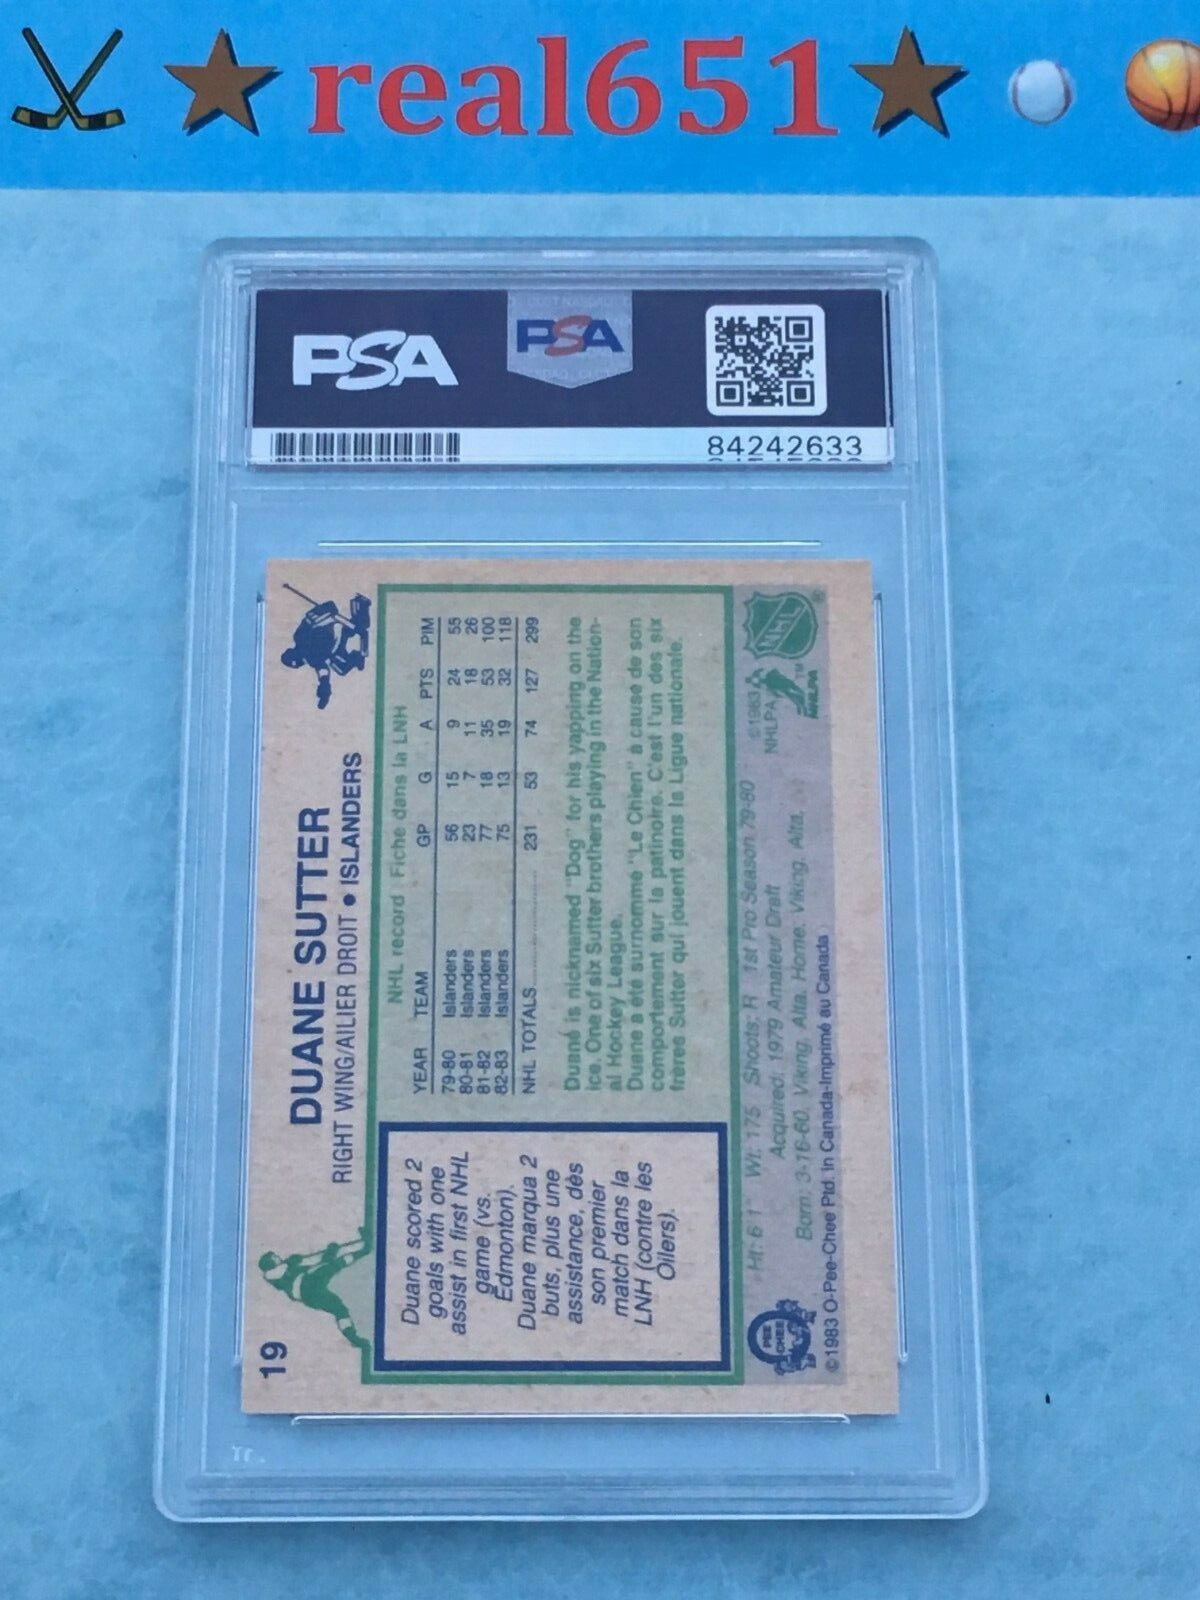 real651
PSA
PSA
84242633
19
DUANE SUTTER
RIGHT WING/AILIER DROIT • ISLANDERS
Duane scored 2
goals with one
assist in first NHL
game (vs.
Edmonton).
Duane marqua 2
buts, plus une
assistance, dès
son premier
match dans la
LNH (contre les
Oilers).
NHL record Fiche dans la LNH
YEAR TEAM GP G A PTS PIM
79-80 Islanders 56 15 9 24 55
80-81 Islanders 23 7 11 18 26
81-82 Islanders 77 18 35 53 100
82-83 Islanders 75 13 19 32 118
NHL TOTALS 231 53 74 127 299
Duane is nicknamed "Dog" for his yapping on the
ice. One of six Sutter brothers playing in the Nation-
al Hockey League.
Duane a été surnommé "Le Chien" à cause de son
comportement sur la patinoire. C'est l'un des six
frères Sutter qui jouent dans la Ligue nationale.
Ht: 6'1" Wt: 175 Shoots: R 1st Pro Season: 79-80
Acquired: 1979 Amateur Draft
Born: 3-16-60, Viking, Alta. Home: Viking, Alta.
©1983 O-Pee-Chee Ptd. in Canada-Imprimé au Canada
O PEE CHEE
©1983
NHLPA
NHLPA
NHL